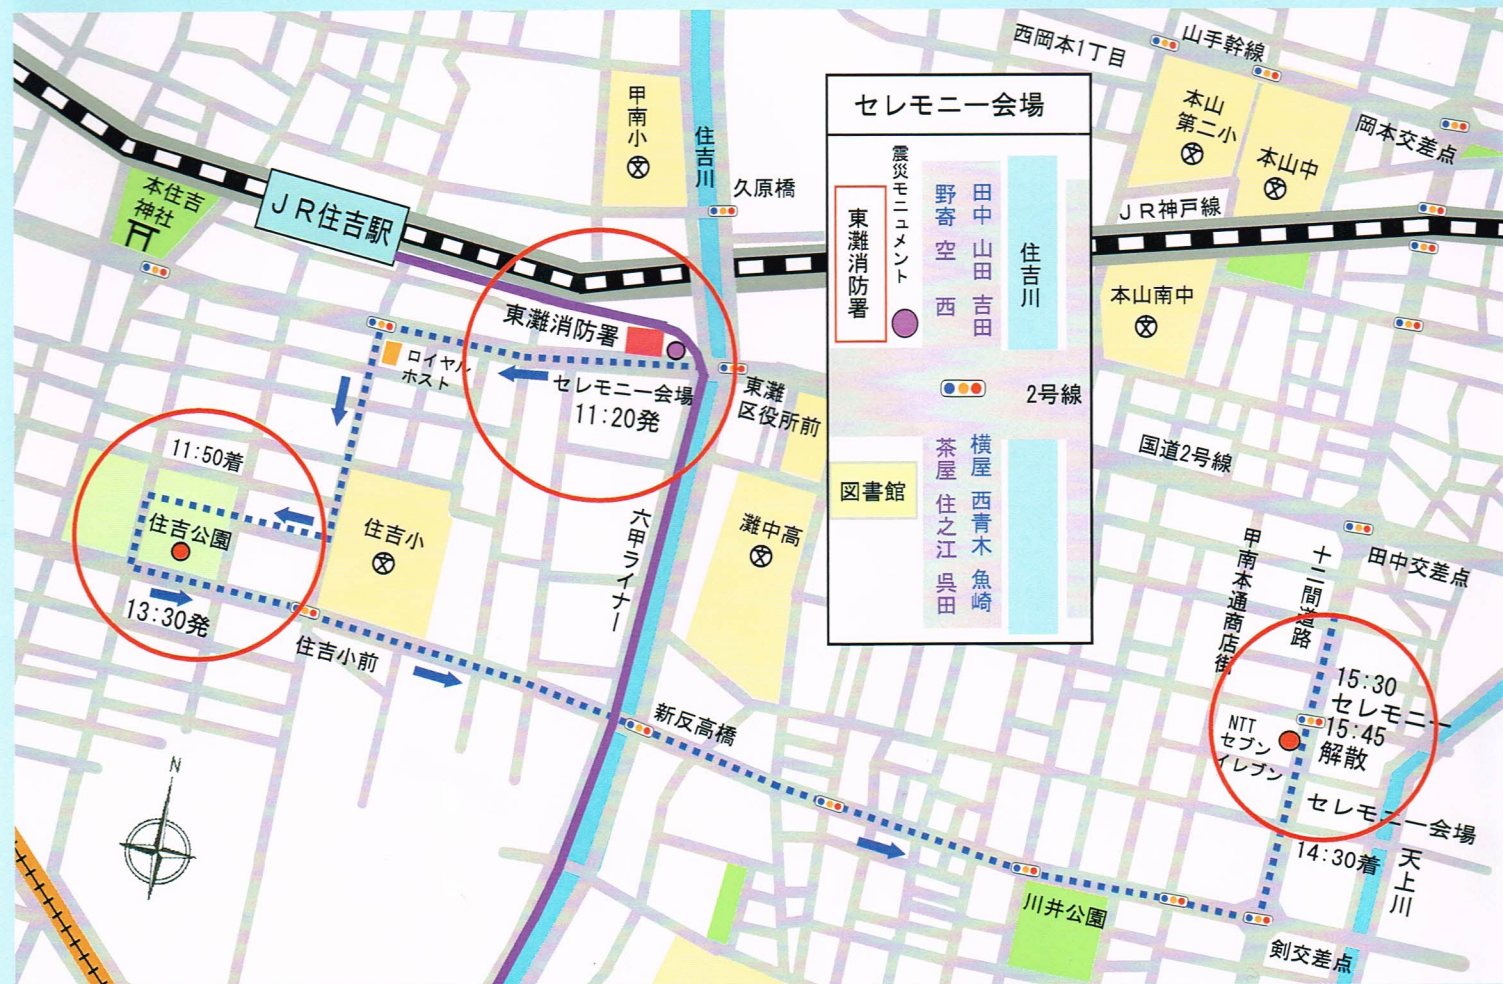 西岡本1丁目
山手幹線
甲南小
住吉川
久原橋
本山
第二小
本山中
岡本交差点
JR神戸線
本山南中
本住吉
神社
JR住吉駅
東灘消防署
ロイヤル
ホスト
セレモニー会場
11:20発
東灘
区役所前
セレモニー会場
震災モニュメント
東灘消防署
野寄 空 西
田中 山田 吉田
住吉川
2号線
図書館
茶屋 住之江 呉田
横屋 西青木 魚崎
国道2号線
11:50着
住吉公園
13:30発
住吉小
住吉小前
六甲ライナー
灘中高
新反高橋
甲南本通商店街
十二間道路
田中交差点
15:30
セレモニー
15:45
解散
NTT
セブン
イレブン
セレモニー会場
14:30着
天上川
川井公園
剣交差点
N